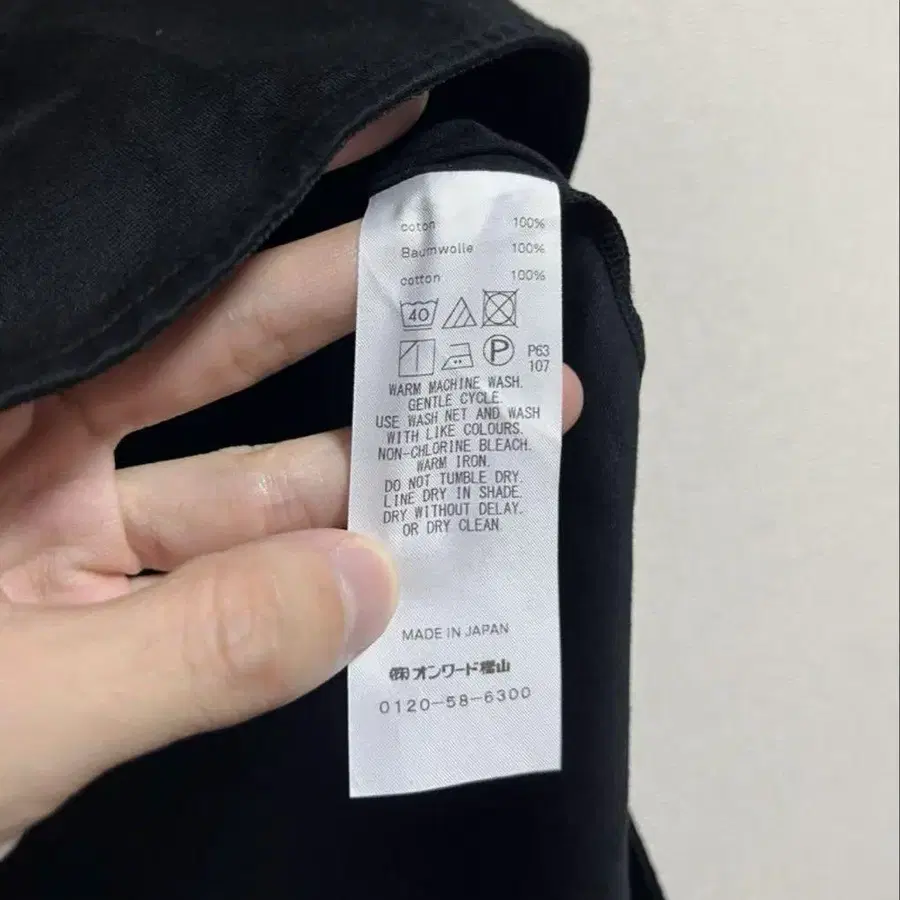 coton 100%
Baumwolle 100%
cotton 100%
40
P P63
107
WARM MACHINE WASH.
GENTLE CYCLE.
USE WASH NET AND WASH
WITH LIKE COLOURS.
NON-CHLORINE BLEACH.
WARM IRON.
DO NOT TUMBLE DRY.
LINE DRY IN SHADE.
DRY WITHOUT DELAY.
OR DRY CLEAN
MADE IN JAPAN
㈱オンワード樫山
0120-58-6300